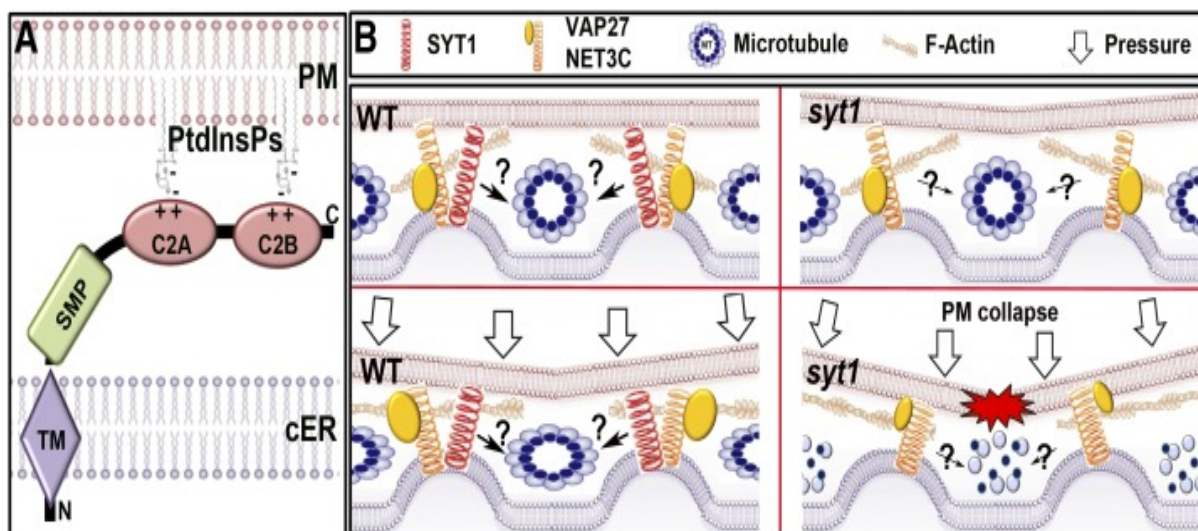 A
PM
PtdInsPs
- -
- -
+ +
+ +
C2A
C2B
C
SMP
TM
cER
N
B
SYT1
VAP27
NET3C
WT
Microtubule
F-Actin
Pressure
WT
? ?
syt1
? ?
WT
? ?
PM collapse
syt1
? ?